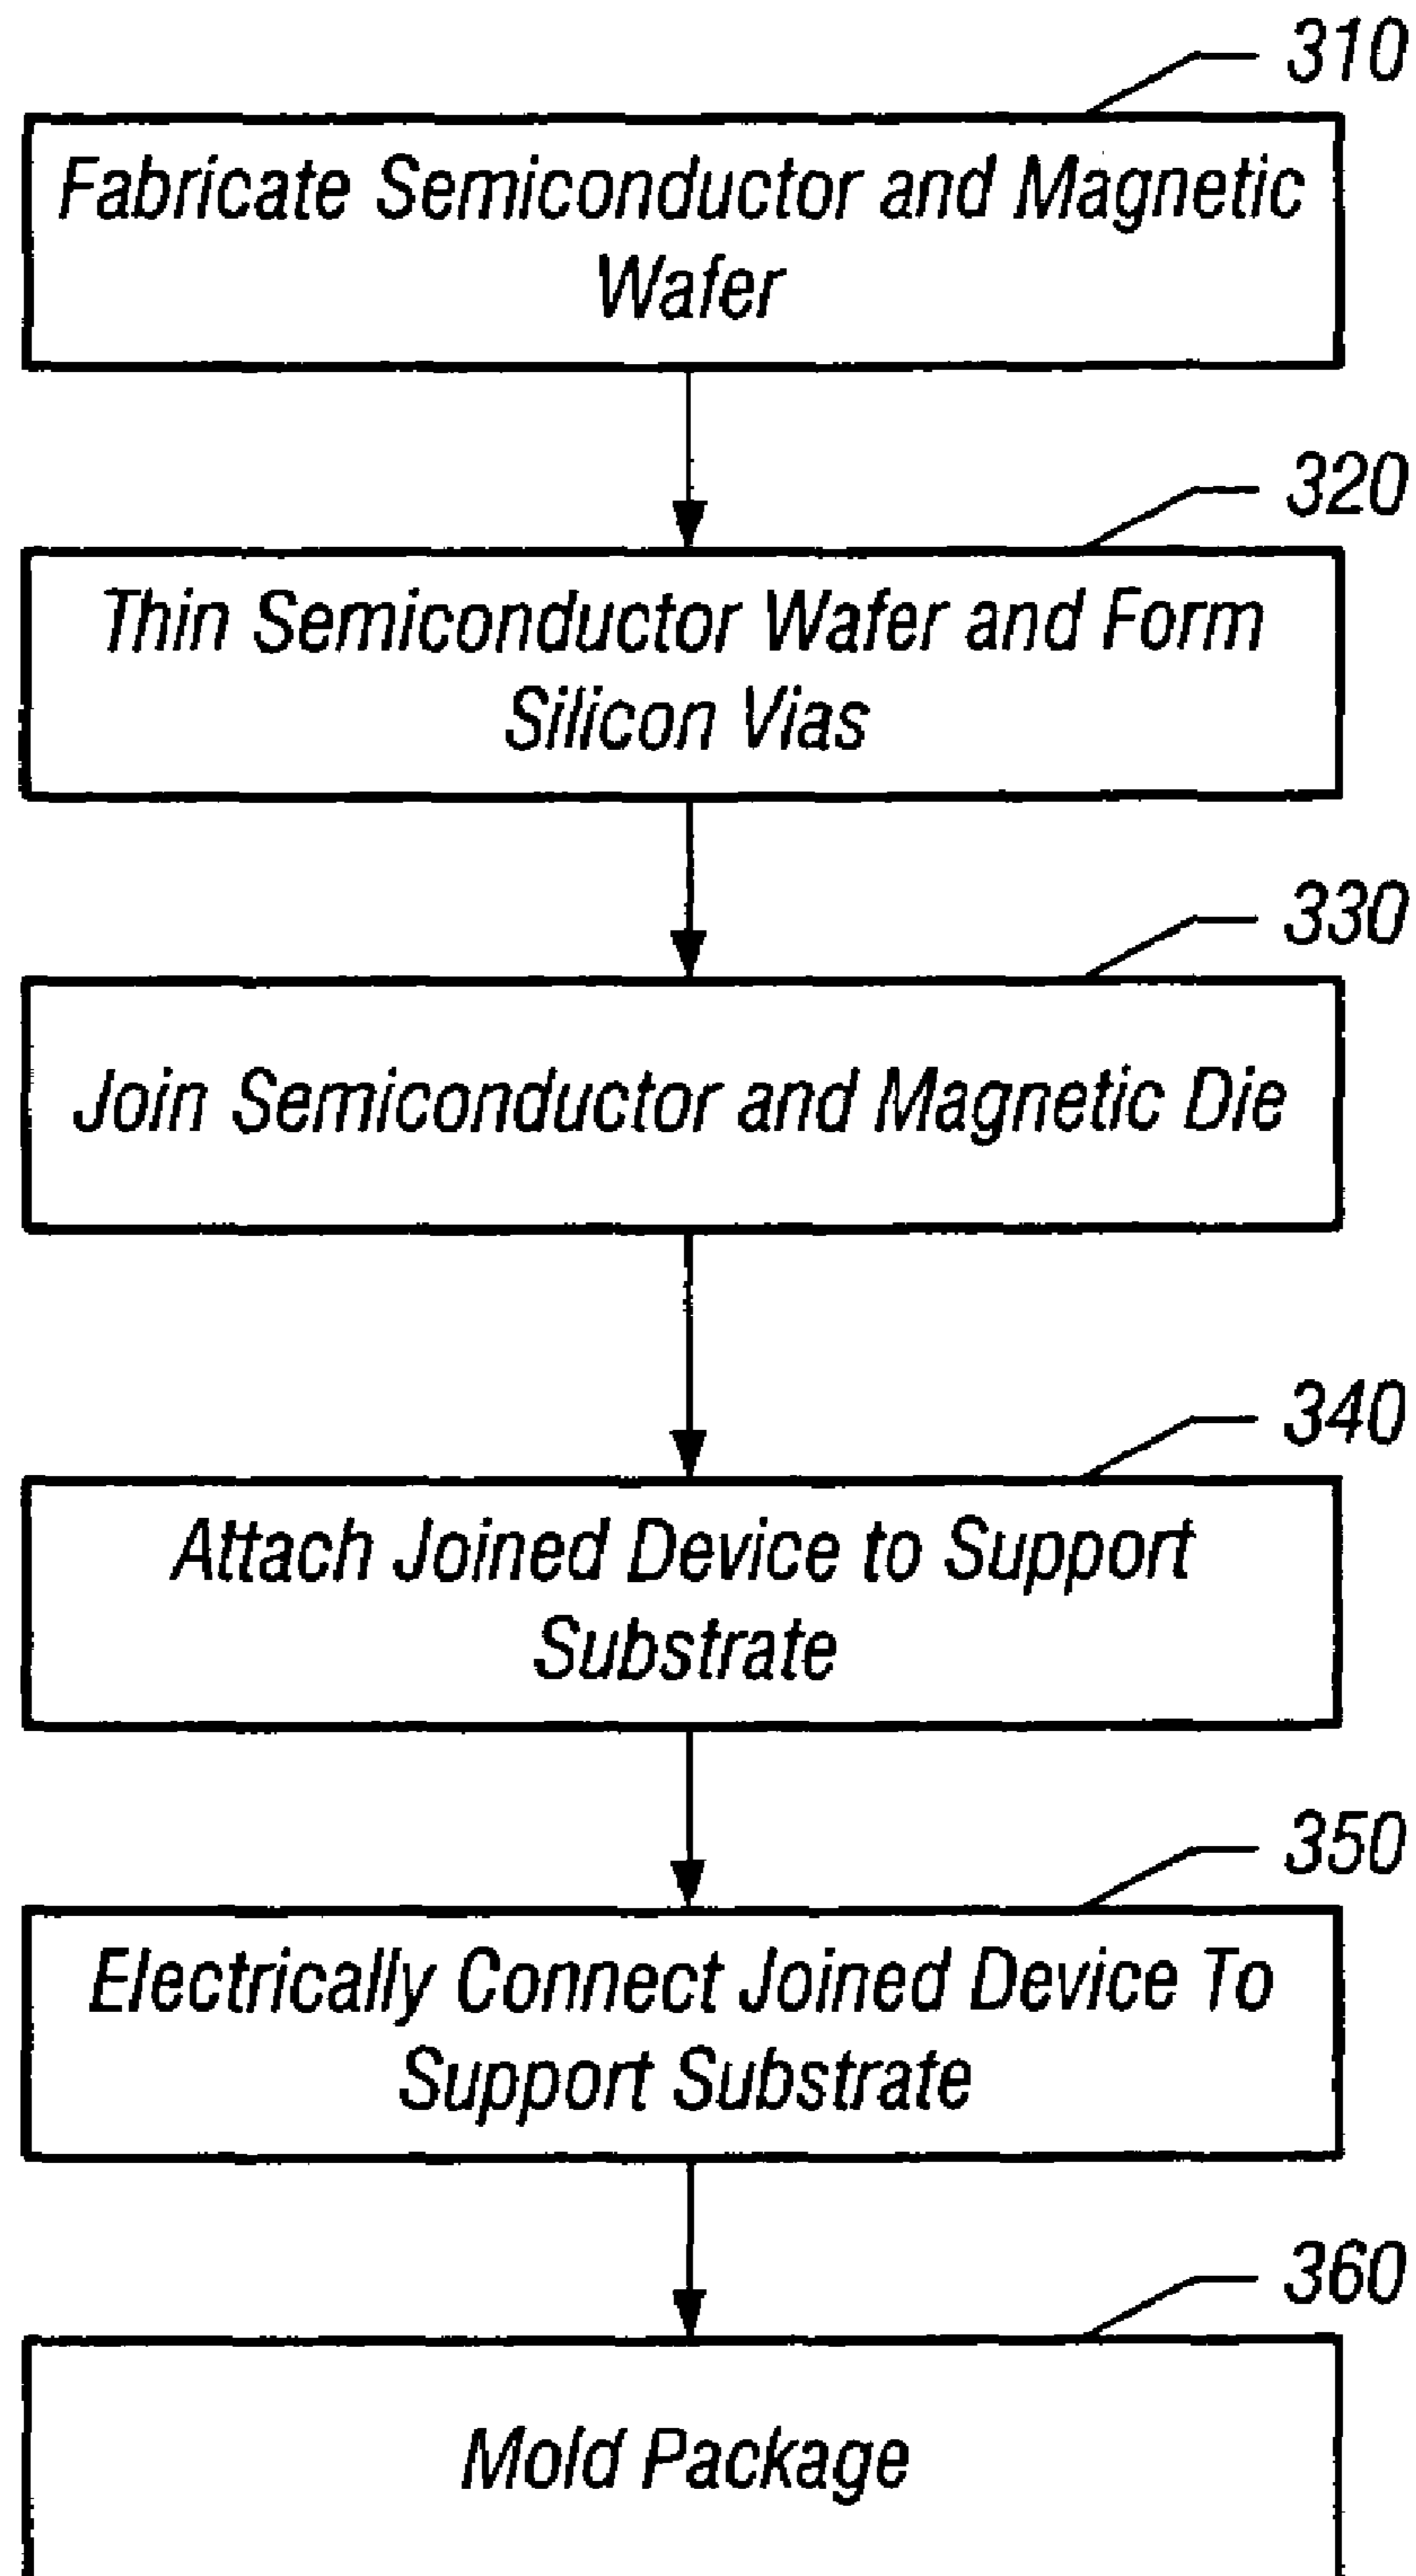 310
Fabricate Semiconductor and Magnetic
Wafer
320
Thin Semiconductor Wafer and Form
Silicon Vias
330
Join Semiconductor and Magnetic Die
340
Attach Joined Device to Support
Substrate
350
Electrically Connect Joined Device To
Support Substrate
360
Mold Package